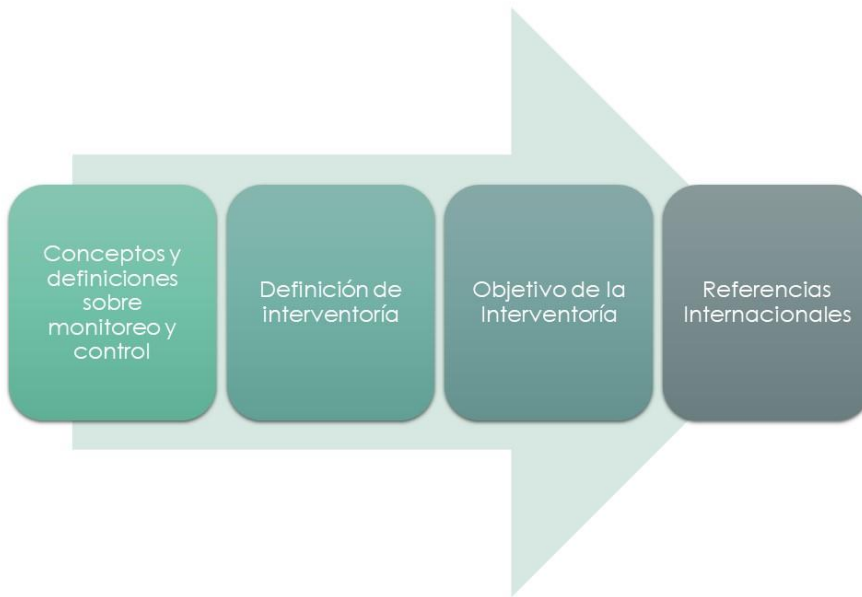 Conceptos y
definiciones
sobre
monitoreo y
control
Definición de
interventoría
Objetivo de la
Interventoría
Referencias
Internacionales